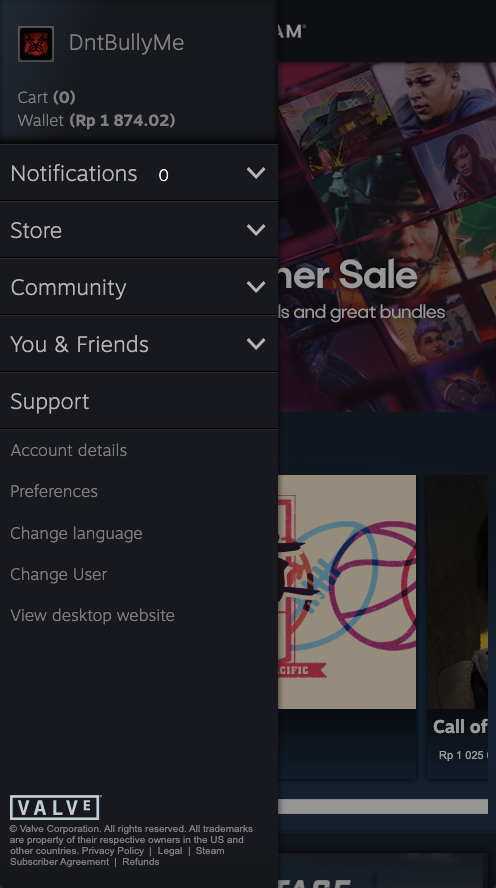 DntBullyMe
AM®
Cart (0)
Wallet (Rp 1 874.02)
Notifications 0
Store
Community
You & Friends
Support
Account details
Preferences
Change language
Change User
View desktop website
ner Sale
ls and great bundles
CIFIC
Call of
Rp 1 025
VALVE
© Valve Corporation. All rights reserved. All trademarks
are property of their respective owners in the US and
other countries. Privacy Policy | Legal | Steam
Subscriber Agreement | Refunds